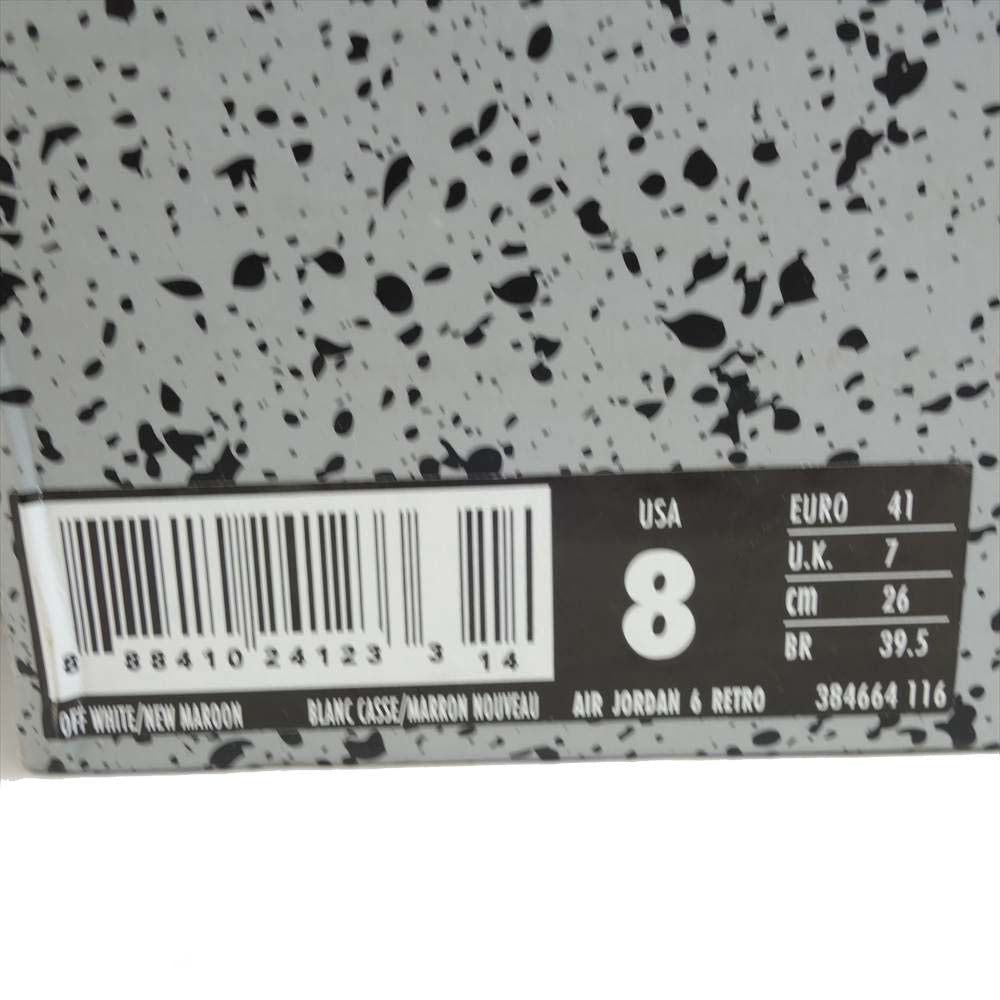 USA
8
EURO 41
U.K. 7
cm 26
BR 39.5
8 88410 24123 3 14
OFF WHITE/NEW MAROON BLANC CASSE/MARRON NOUVEAU AIR JORDAN 6 RETRO 384664 116